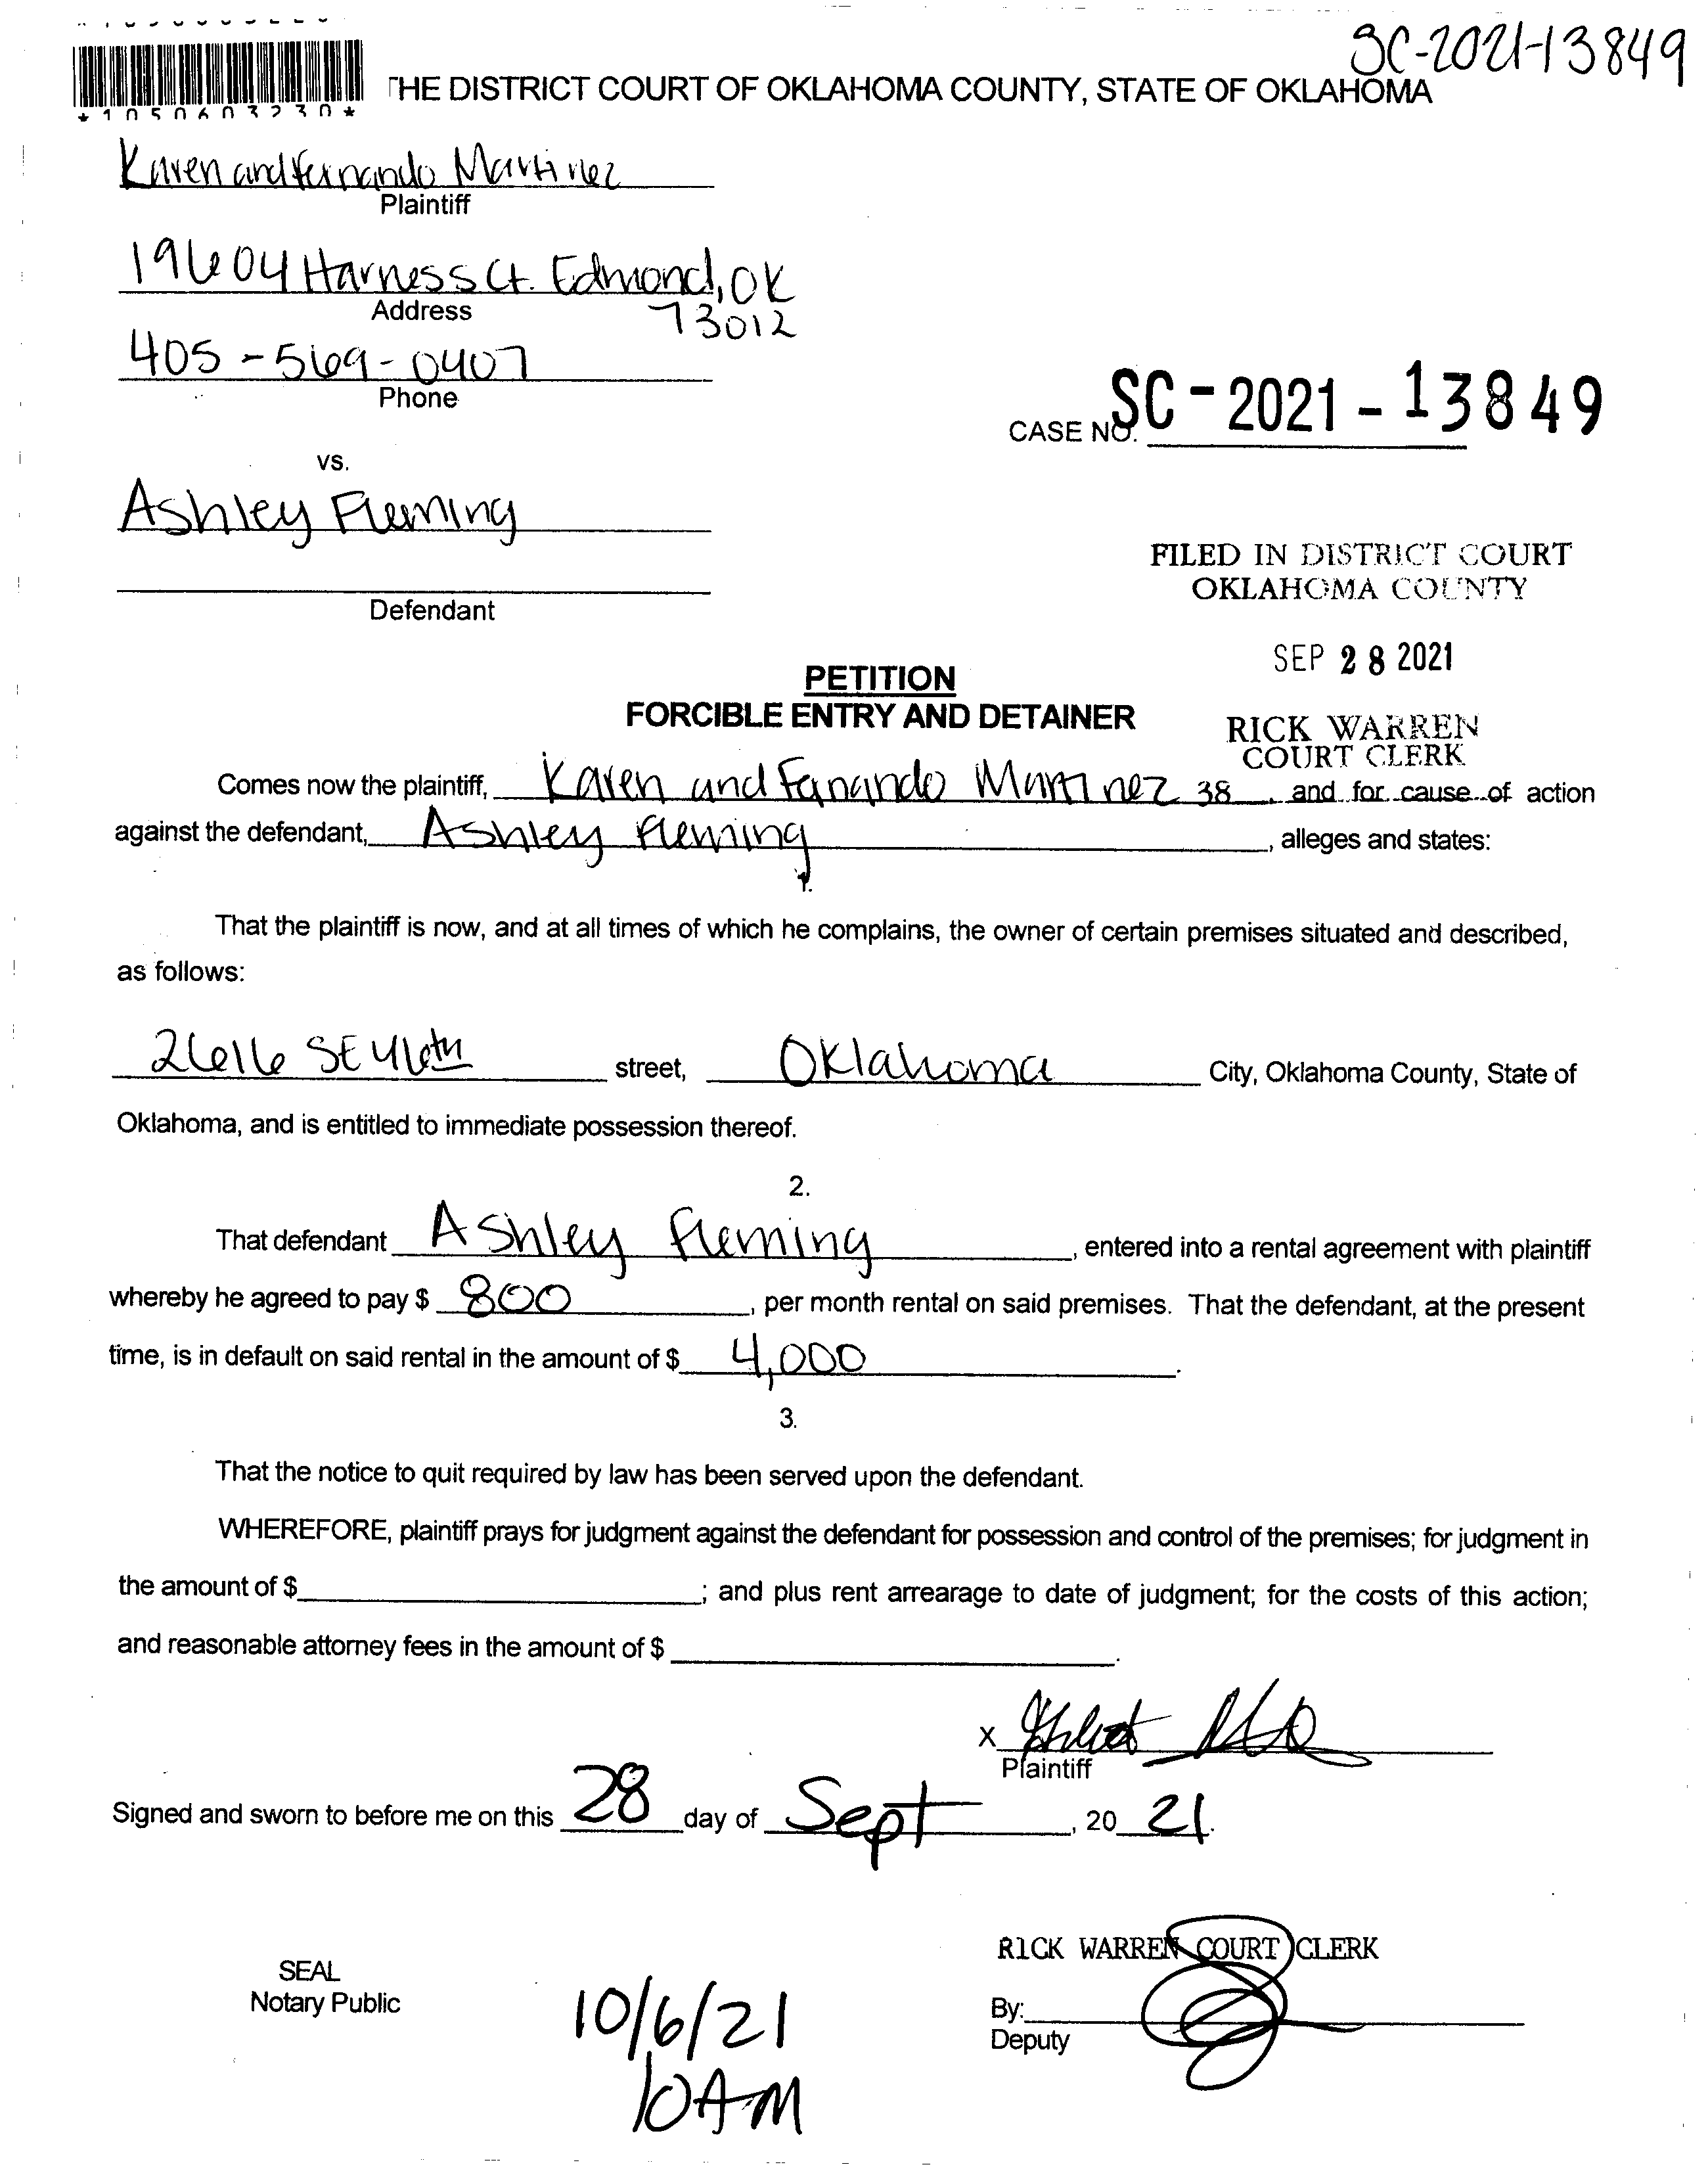 SC-2021-13849
THE DISTRICT COURT OF OKLAHOMA COUNTY, STATE OF OKLAHOMA
*1050603230*
Karen and Fernando Martinez
Plaintiff
19604 Harness Ct. Edmond, OK
73012
Address
405-569-0407
Phone
CASE NO. SC-2021-13849
vs.
Ashley Fleming
Defendant
FILED IN DISTRICT COURT
OKLAHOMA COUNTY
SEP 28 2021
RICK WARREN
COURT CLERK
PETITION
FORCIBLE ENTRY AND DETAINER
Comes now the plaintiff, Karen and Fanando Martinez 38, and for cause of action
against the defendant, Ashley Fleming, alleges and states:
1.
That the plaintiff is now, and at all times of which he complains, the owner of certain premises situated and described,
as follows:
2616 SE 46th street, Oklahoma City, Oklahoma County, State of
Oklahoma, and is entitled to immediate possession thereof.
2.
That defendant Ashley Fleming, entered into a rental agreement with plaintiff
whereby he agreed to pay $ 800, per month rental on said premises. That the defendant, at the present
time, is in default on said rental in the amount of $ 4,000.
3.
That the notice to quit required by law has been served upon the defendant.
WHEREFORE, plaintiff prays for judgment against the defendant for possession and control of the premises; for judgment in
the amount of $; and plus rent arrearage to date of judgment; for the costs of this action;
and reasonable attorney fees in the amount of $.
X
Plaintiff
Signed and sworn to before me on this 28 day of Sept, 20 21.
RICK WARREN COURT CLERK
SEAL
Notary Public
By:
Deputy
10/6/21
10AM